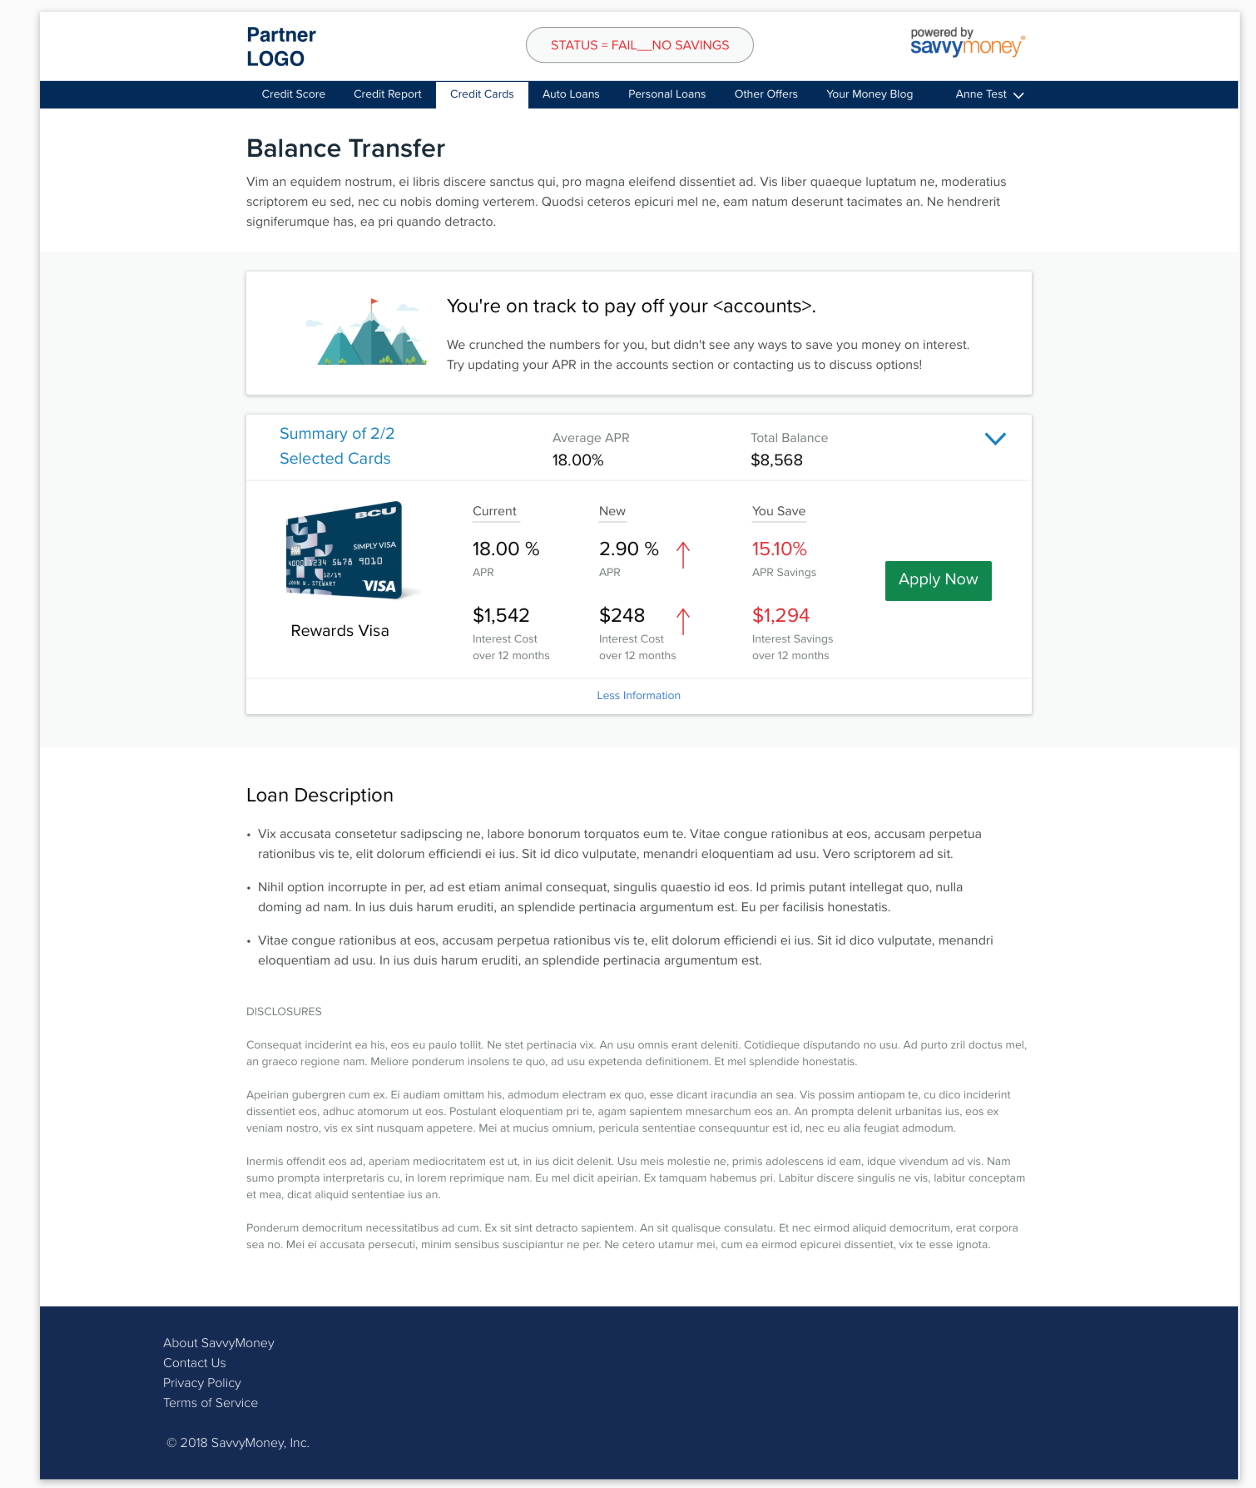 Partner
LOGO
STATUS = FAIL__NO SAVINGS
powered by
savvymoney
Credit Score Credit Report Credit Cards Auto Loans Personal Loans Other Offers Your Money Blog Anne Test
Balance Transfer
Vim an equidem nostrum, ei libris discere sanctus qui, pro magna eleifend dissentiet ad. Vis liber quaeque luptatum ne, moderatius
scriptorem eu sed, nec cu nobis doming verterem. Quodsi ceteros epicuri mel ne, eam natum deserunt tacimates an. Ne hendrerit
signiferumque has, ea pri quando detracto.
You're on track to pay off your <accounts>.
We crunched the numbers for you, but didn't see any ways to save you money on interest.
Try updating your APR in the accounts section or contacting us to discuss options!
Summary of 2/2
Selected Cards
Average APR
18.00%
Total Balance
$8,568
BCU
SIMPLY VISA
4000 1234 5678 9010
12/19
JOHN W. STEWART
VISA
Rewards Visa
Current New You Save
18.00 % 2.90 % 15.10%
APR APR APR Savings
Apply Now
$1,542 $248 $1,294
Interest Cost Interest Cost Interest Savings
over 12 months over 12 months over 12 months
Less Information
Loan Description
• Vix accusata consetetur sadipscing ne, labore bonorum torquatos eum te. Vitae congue rationibus at eos, accusam perpetua
rationibus vis te, elit dolorum efficiendi ei ius. Sit id dico vulputate, menandri eloquentiam ad usu. Vero scriptorem ad sit.
• Nihil option incorrupte in per, ad est etiam animal consequat, singulis quaestio id eos. Id primis putant intellegat quo, nulla
doming ad nam. In ius duis harum eruditi, an splendide pertinacia argumentum est. Eu per facilisis honestatis.
• Vitae congue rationibus at eos, accusam perpetua rationibus vis te, elit dolorum efficiendi ei ius. Sit id dico vulputate, menandri
eloquentiam ad usu. In ius duis harum eruditi, an splendide pertinacia argumentum est.
DISCLOSURES
Consequat inciderint ea his, eos eu paulo tollit. Ne stet pertinacia vix. An usu omnis erant deleniti. Cotidieque disputando no usu. Ad purto zril doctus mel,
an graeco regione nam. Meliore ponderum insolens te quo, ad usu expetenda definitionem. Et mel splendide honestatis.
Apeirian gubergren cum ex. Ei audiam omittam his, admodum electram ex quo, esse dicant iracundia an sea. Vis possim antiopam te, cu dico inciderint
dissentiet eos, adhuc atomorum ut eos. Postulant eloquentiam pri te, agam sapientem mnesarchum eos an. An prompta delenit urbanitas ius, eos ex
veniam nostro, vis ex sint nusquam appetere. Mei at mucius omnium, pericula sententiae consequuntur est id, nec eu alia feugiat admodum.
Inermis offendit eos ad, aperiam mediocritatem est ut, in ius dicit delenit. Usu meis molestie ne, primis adolescens id eam, idque vivendum ad vis. Nam
sumo prompta interpretaris cu, in lorem reprimique nam. Eu mel dicit apeirian. Ex tamquam habemus pri. Labitur discere singulis ne vis, labitur conceptam
et mea, dicat aliquid sententiae ius an.
Ponderum democritum necessitatibus ad cum. Ex sit sint detracto sapientem. An sit qualisque consulatu. Et nec eirmod aliquid democritum, erat corpora
sea no. Mei ei accusata persecuti, minim sensibus suscipiantur ne per. Ne cetero utamur mei, cum ea eirmod epicurei dissentiet, vix te esse ignota.
About SavvyMoney
Contact Us
Privacy Policy
Terms of Service
© 2018 SavvyMoney, Inc.